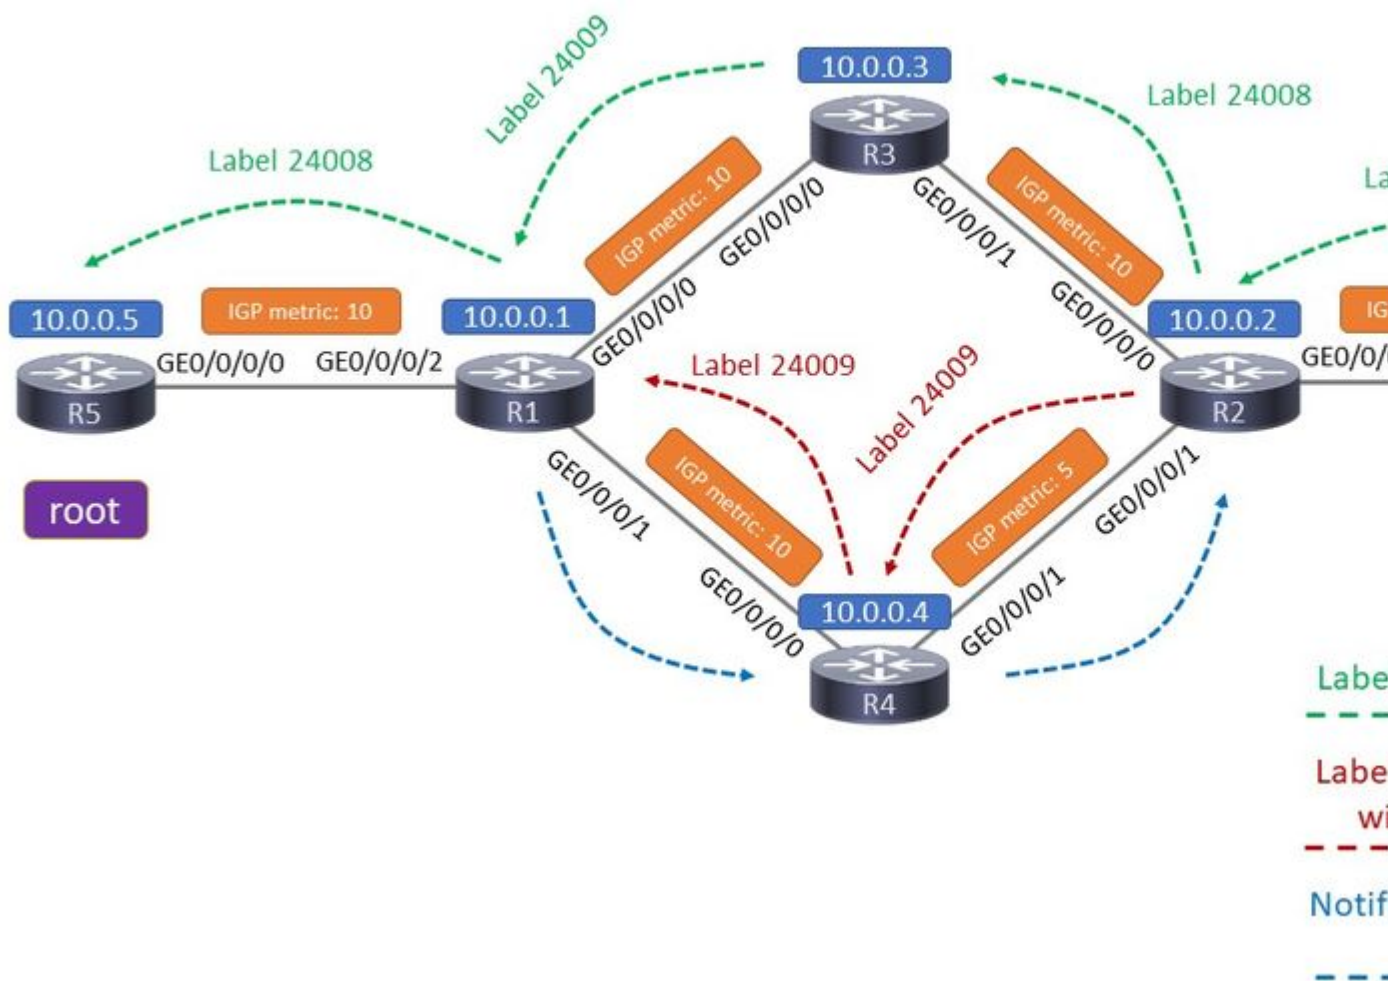 Label 24009
10.0.0.3
Label 24008
R3
Label 24008
IGP metric: 10
GE0/0/0/0
GE0/0/0/1
IGP metric: 10
10.0.0.5
IGP metric: 10
10.0.0.1
GE0/0/0/0
GE0/0/0/0
10.0.0.2
GE0/0/0/0
GE0/0/0/2
R5
R1
Label 24009
Label 24009
R2
root
GE0/0/0/1
IGP metric: 10
IGP metric: 5
GE0/0/0/1
GE0/0/0/0
10.0.0.4
GE0/0/0/1
R4